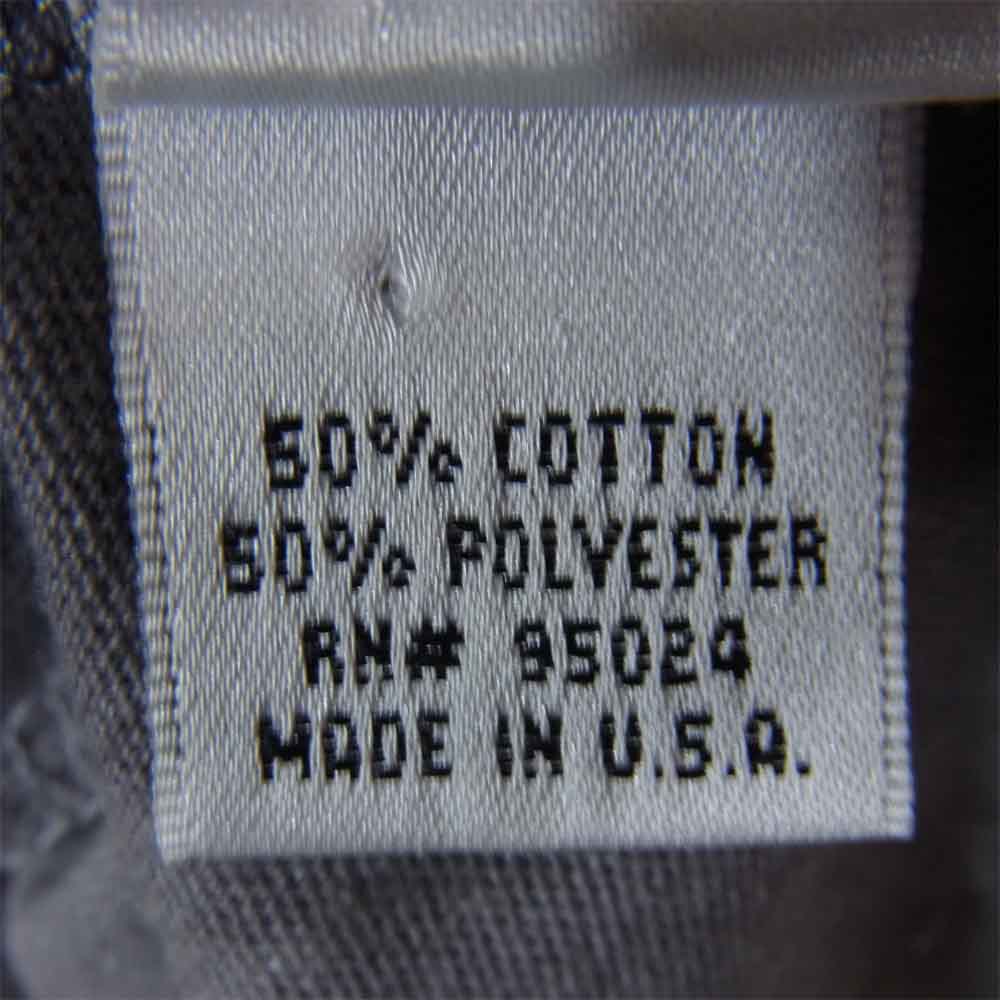 50% COTTON
50% POLYESTER
RN# 95024
MADE IN U.S.A.